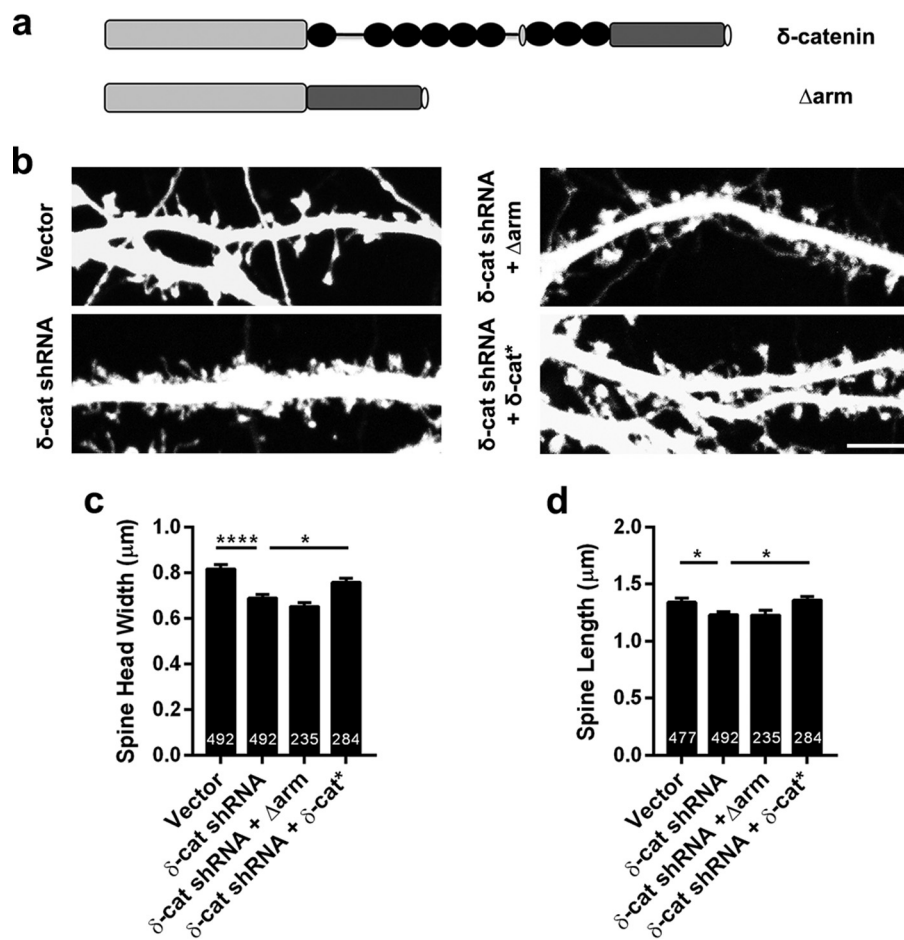 a
δ-catenin
Δarm
b
Vector
δ-cat shRNA
δ-cat shRNA
+ Δarm
δ-cat shRNA
+ δ-cat*
c
Spine Head Width (μm)
1.0
0.8
0.6
0.4
0.2
0.0
****
*
492
492
235
284
Vector
δ-cat shRNA
δ-cat shRNA + Δarm
δ-cat shRNA + δ-cat*
d
Spine Length (μm)
2.0
1.5
1.0
0.5
0.0
*
*
477
492
235
284
Vector
δ-cat shRNA
δ-cat shRNA +Δarm
δ-cat shRNA + δ-cat*